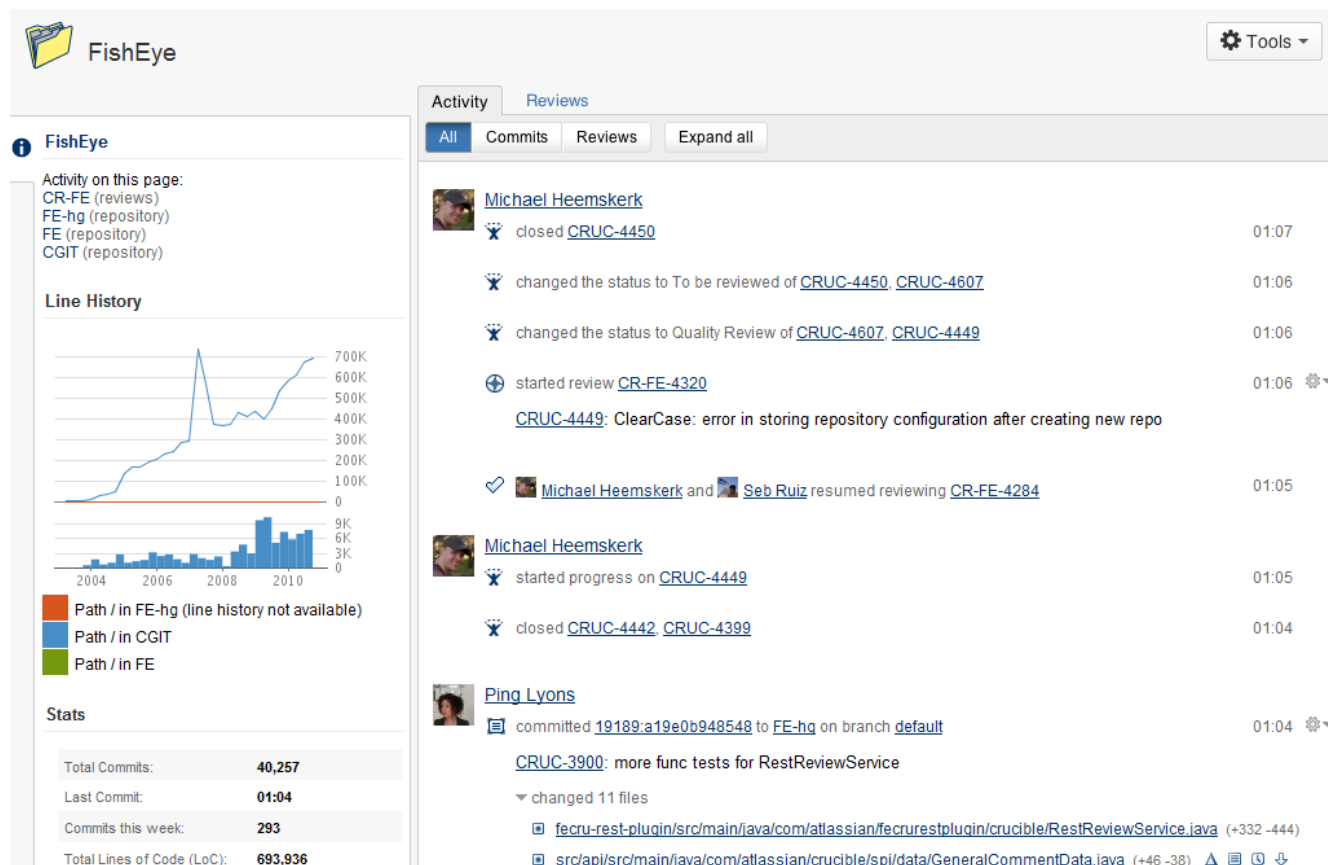 FishEye
Tools
Activity Reviews
All Commits Reviews Expand all
FishEye
Activity on this page:
CR-FE (reviews)
FE-hg (repository)
FE (repository)
CGIT (repository)
Line History
700K
600K
500K
400K
300K
200K
100K
0
9K
6K
3K
0
2004 2006 2008 2010
Path / in FE-hg (line history not available)
Path / in CGIT
Path / in FE
Stats
Total Commits: 40,257
Last Commit: 01:04
Commits this week: 293
Total Lines of Code (LoC): 693,936
Michael Heemskerk
closed CRUC-4450 01:07
changed the status to To be reviewed of CRUC-4450, CRUC-4607 01:06
changed the status to Quality Review of CRUC-4607, CRUC-4449 01:06
started review CR-FE-4320 01:06
CRUC-4449: ClearCase: error in storing repository configuration after creating new repo
Michael Heemskerk and Seb Ruiz resumed reviewing CR-FE-4284 01:05
Michael Heemskerk
started progress on CRUC-4449 01:05
closed CRUC-4442, CRUC-4399 01:04
Ping Lyons
committed 19189:a19e0b948548 to FE-hg on branch default 01:04
CRUC-3900: more func tests for RestReviewService
changed 11 files
fecru-rest-plugin/src/main/java/com/atlassian/fecrurestplugin/crucible/RestReviewService.java (+332 -444)
src/api/src/main/java/com/atlassian/crucible/spi/data/GeneralCommentData.java (+46 -38)